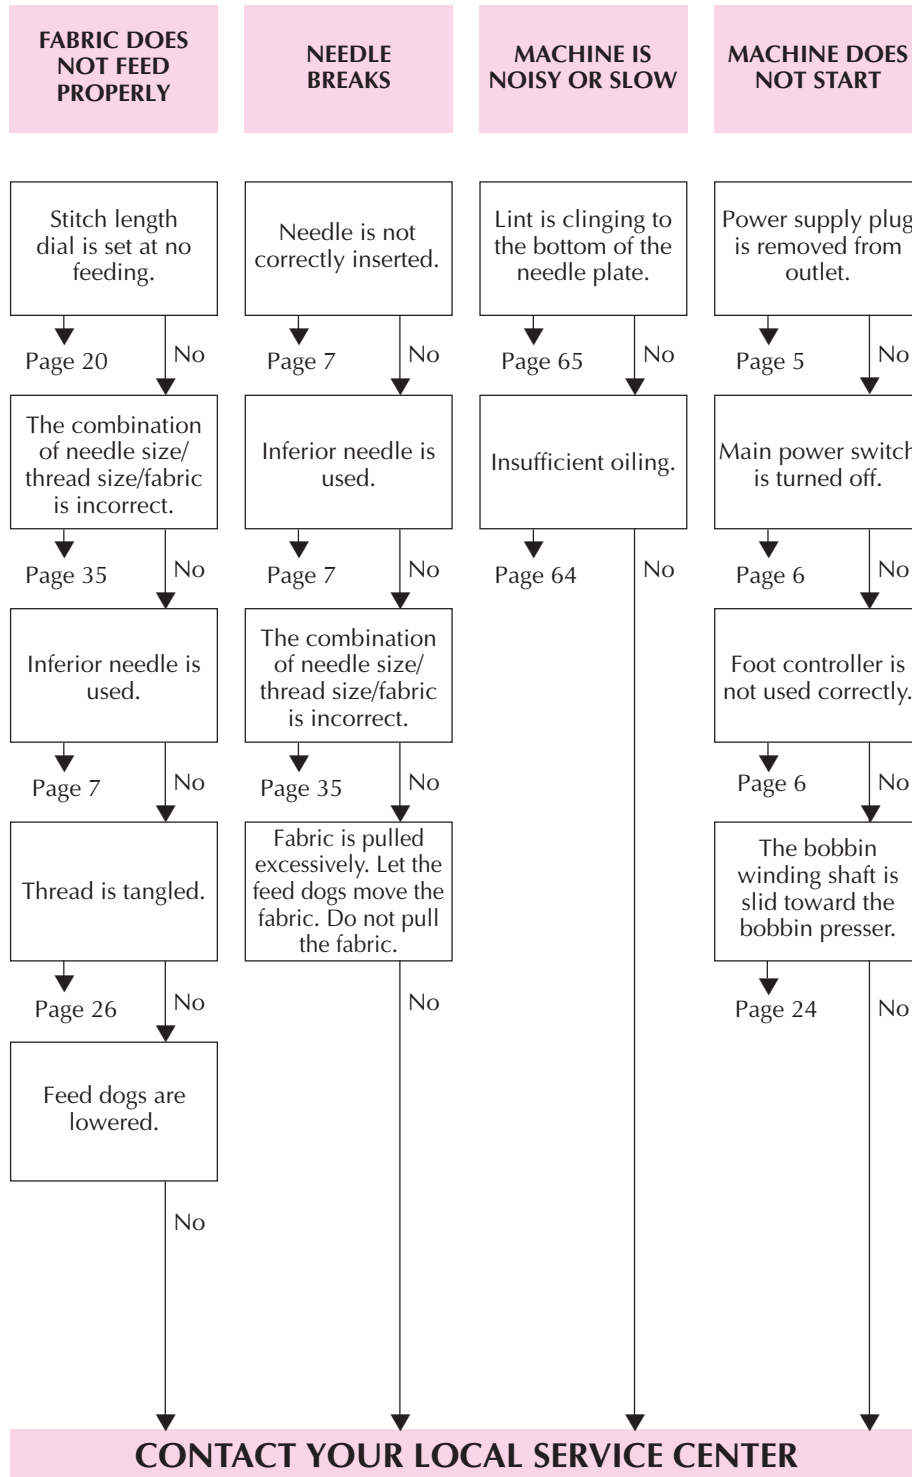 FABRIC DOES
NOT FEED
PROPERLY
Stitch length
dial is set at no
feeding.
Page 20
No
The combination
of needle size/
thread size/fabric
is incorrect.
Page 35
No
Inferior needle is
used.
Page 7
No
Thread is tangled.
Page 26
No
Feed dogs are
lowered.
No
NEEDLE
BREAKS
Needle is not
correctly inserted.
Page 7
No
Inferior needle is
used.
Page 7
No
The combination
of needle size/
thread size/fabric
is incorrect.
Page 35
No
Fabric is pulled
excessively. Let the
feed dogs move the
fabric. Do not pull
the fabric.
No
MACHINE IS
NOISY OR SLOW
Lint is clinging to
the bottom of the
needle plate.
Page 65
No
Insufficient oiling.
Page 64
No
MACHINE DOES
NOT START
Power supply plug
is removed from
outlet.
Page 5
No
Main power switch
is turned off.
Page 6
No
Foot controller is
not used correctly.
Page 6
No
The bobbin
winding shaft is
slid toward the
bobbin presser.
Page 24
No
CONTACT YOUR LOCAL SERVICE CENTER